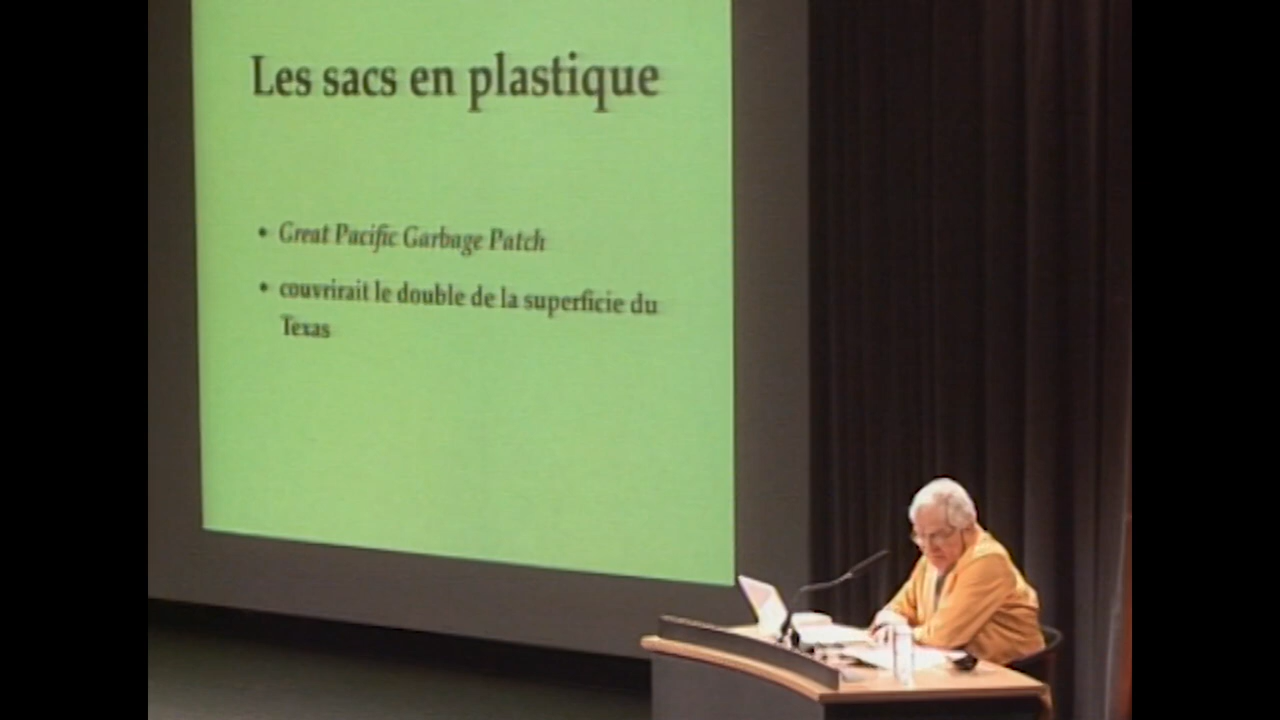 Les sacs en plastique
• Great Pacific Garbage Patch
• couvrirait le double de la superficie du
Texas